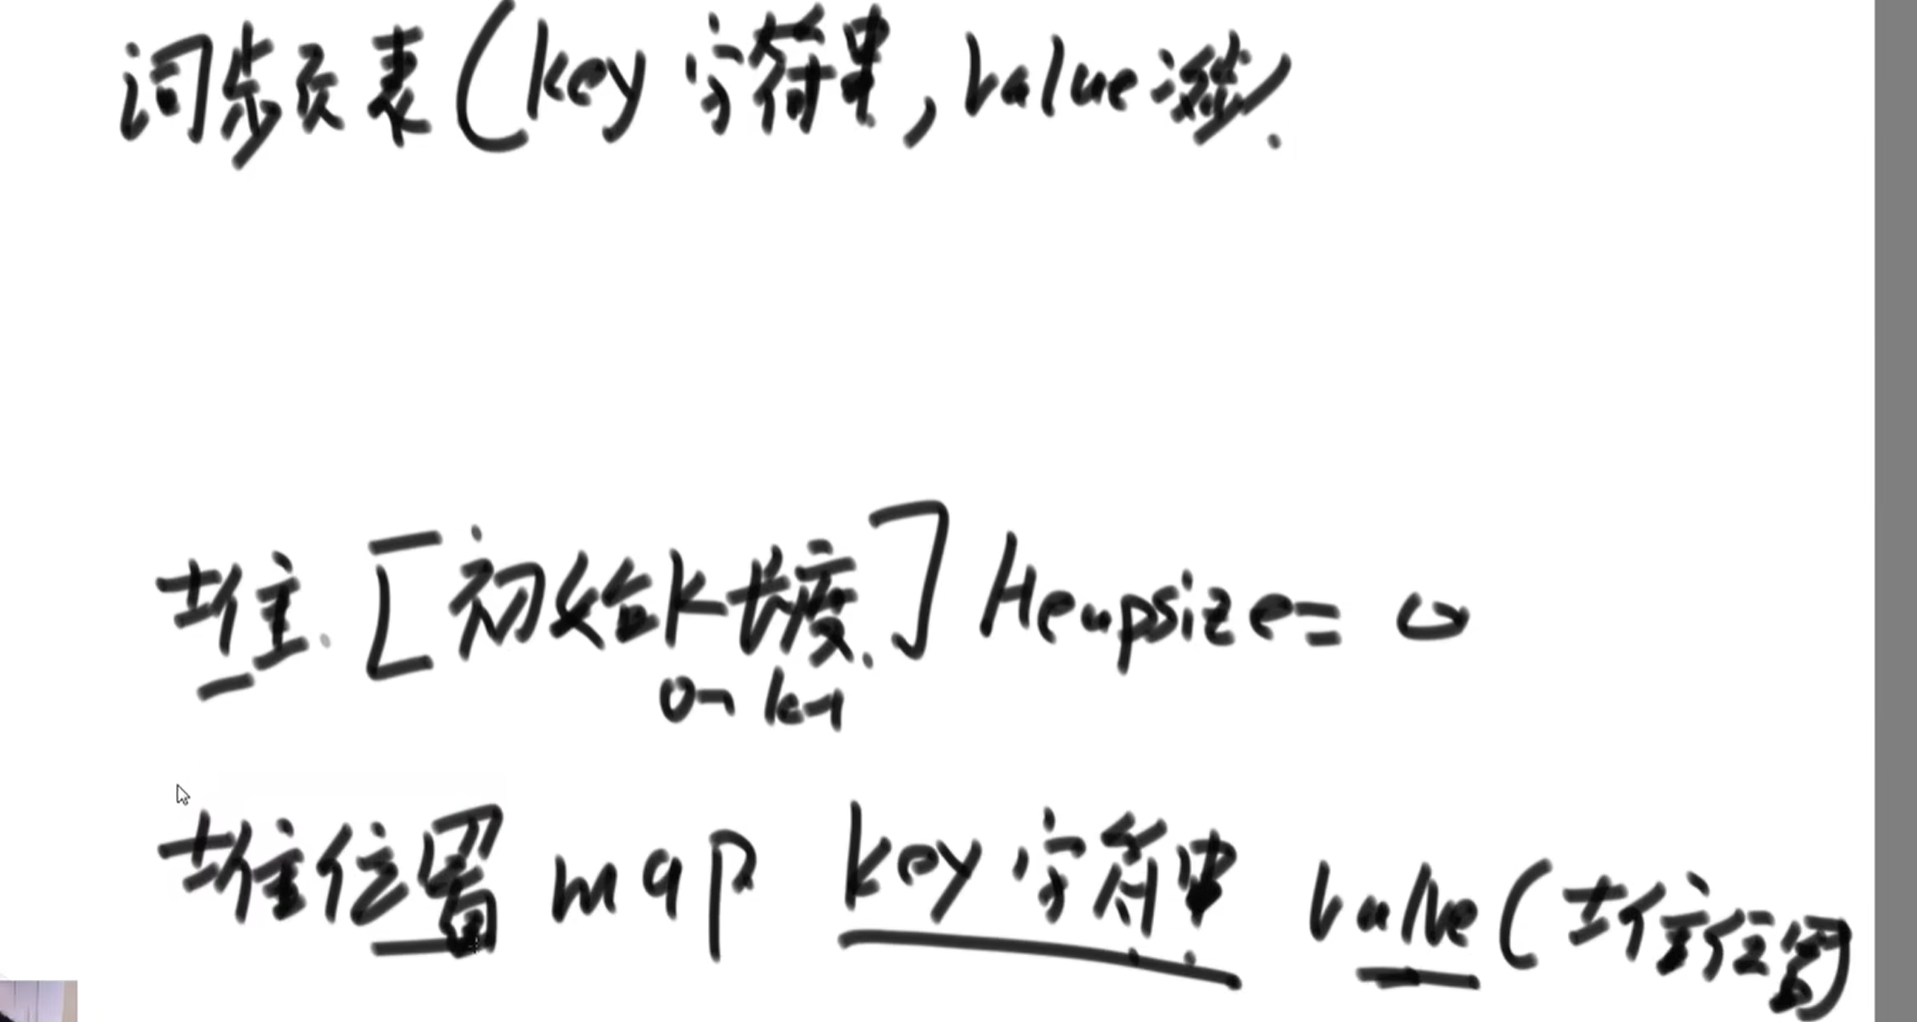 词频表(key 字符串, value 次数).
堆 [初始k长度.] Heapsize = 0
0~k-1
堆位置 map key 字符串 value(堆位置)